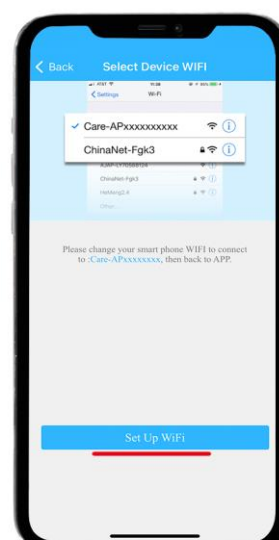 Back Select Device WIFI
Settings Wi-Fi
Care-APxxxxxxxxxx
ChinaNet-Fgk3
ChinaNet-Fgk3
Please change your smart phone WIFI to connect
to :Care-APxxxxxxxx, then back to APP.
Set Up WiFi